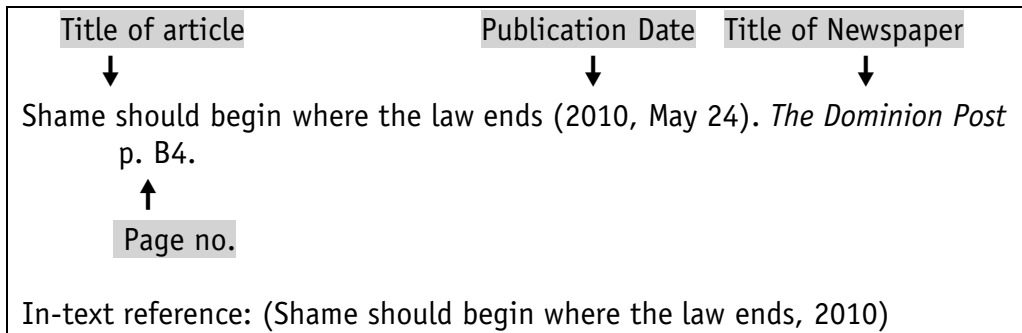 Title of article Publication Date Title of Newspaper
Shame should begin where the law ends (2010, May 24). The Dominion Post
p. B4.
Page no.
In-text reference: (Shame should begin where the law ends, 2010)